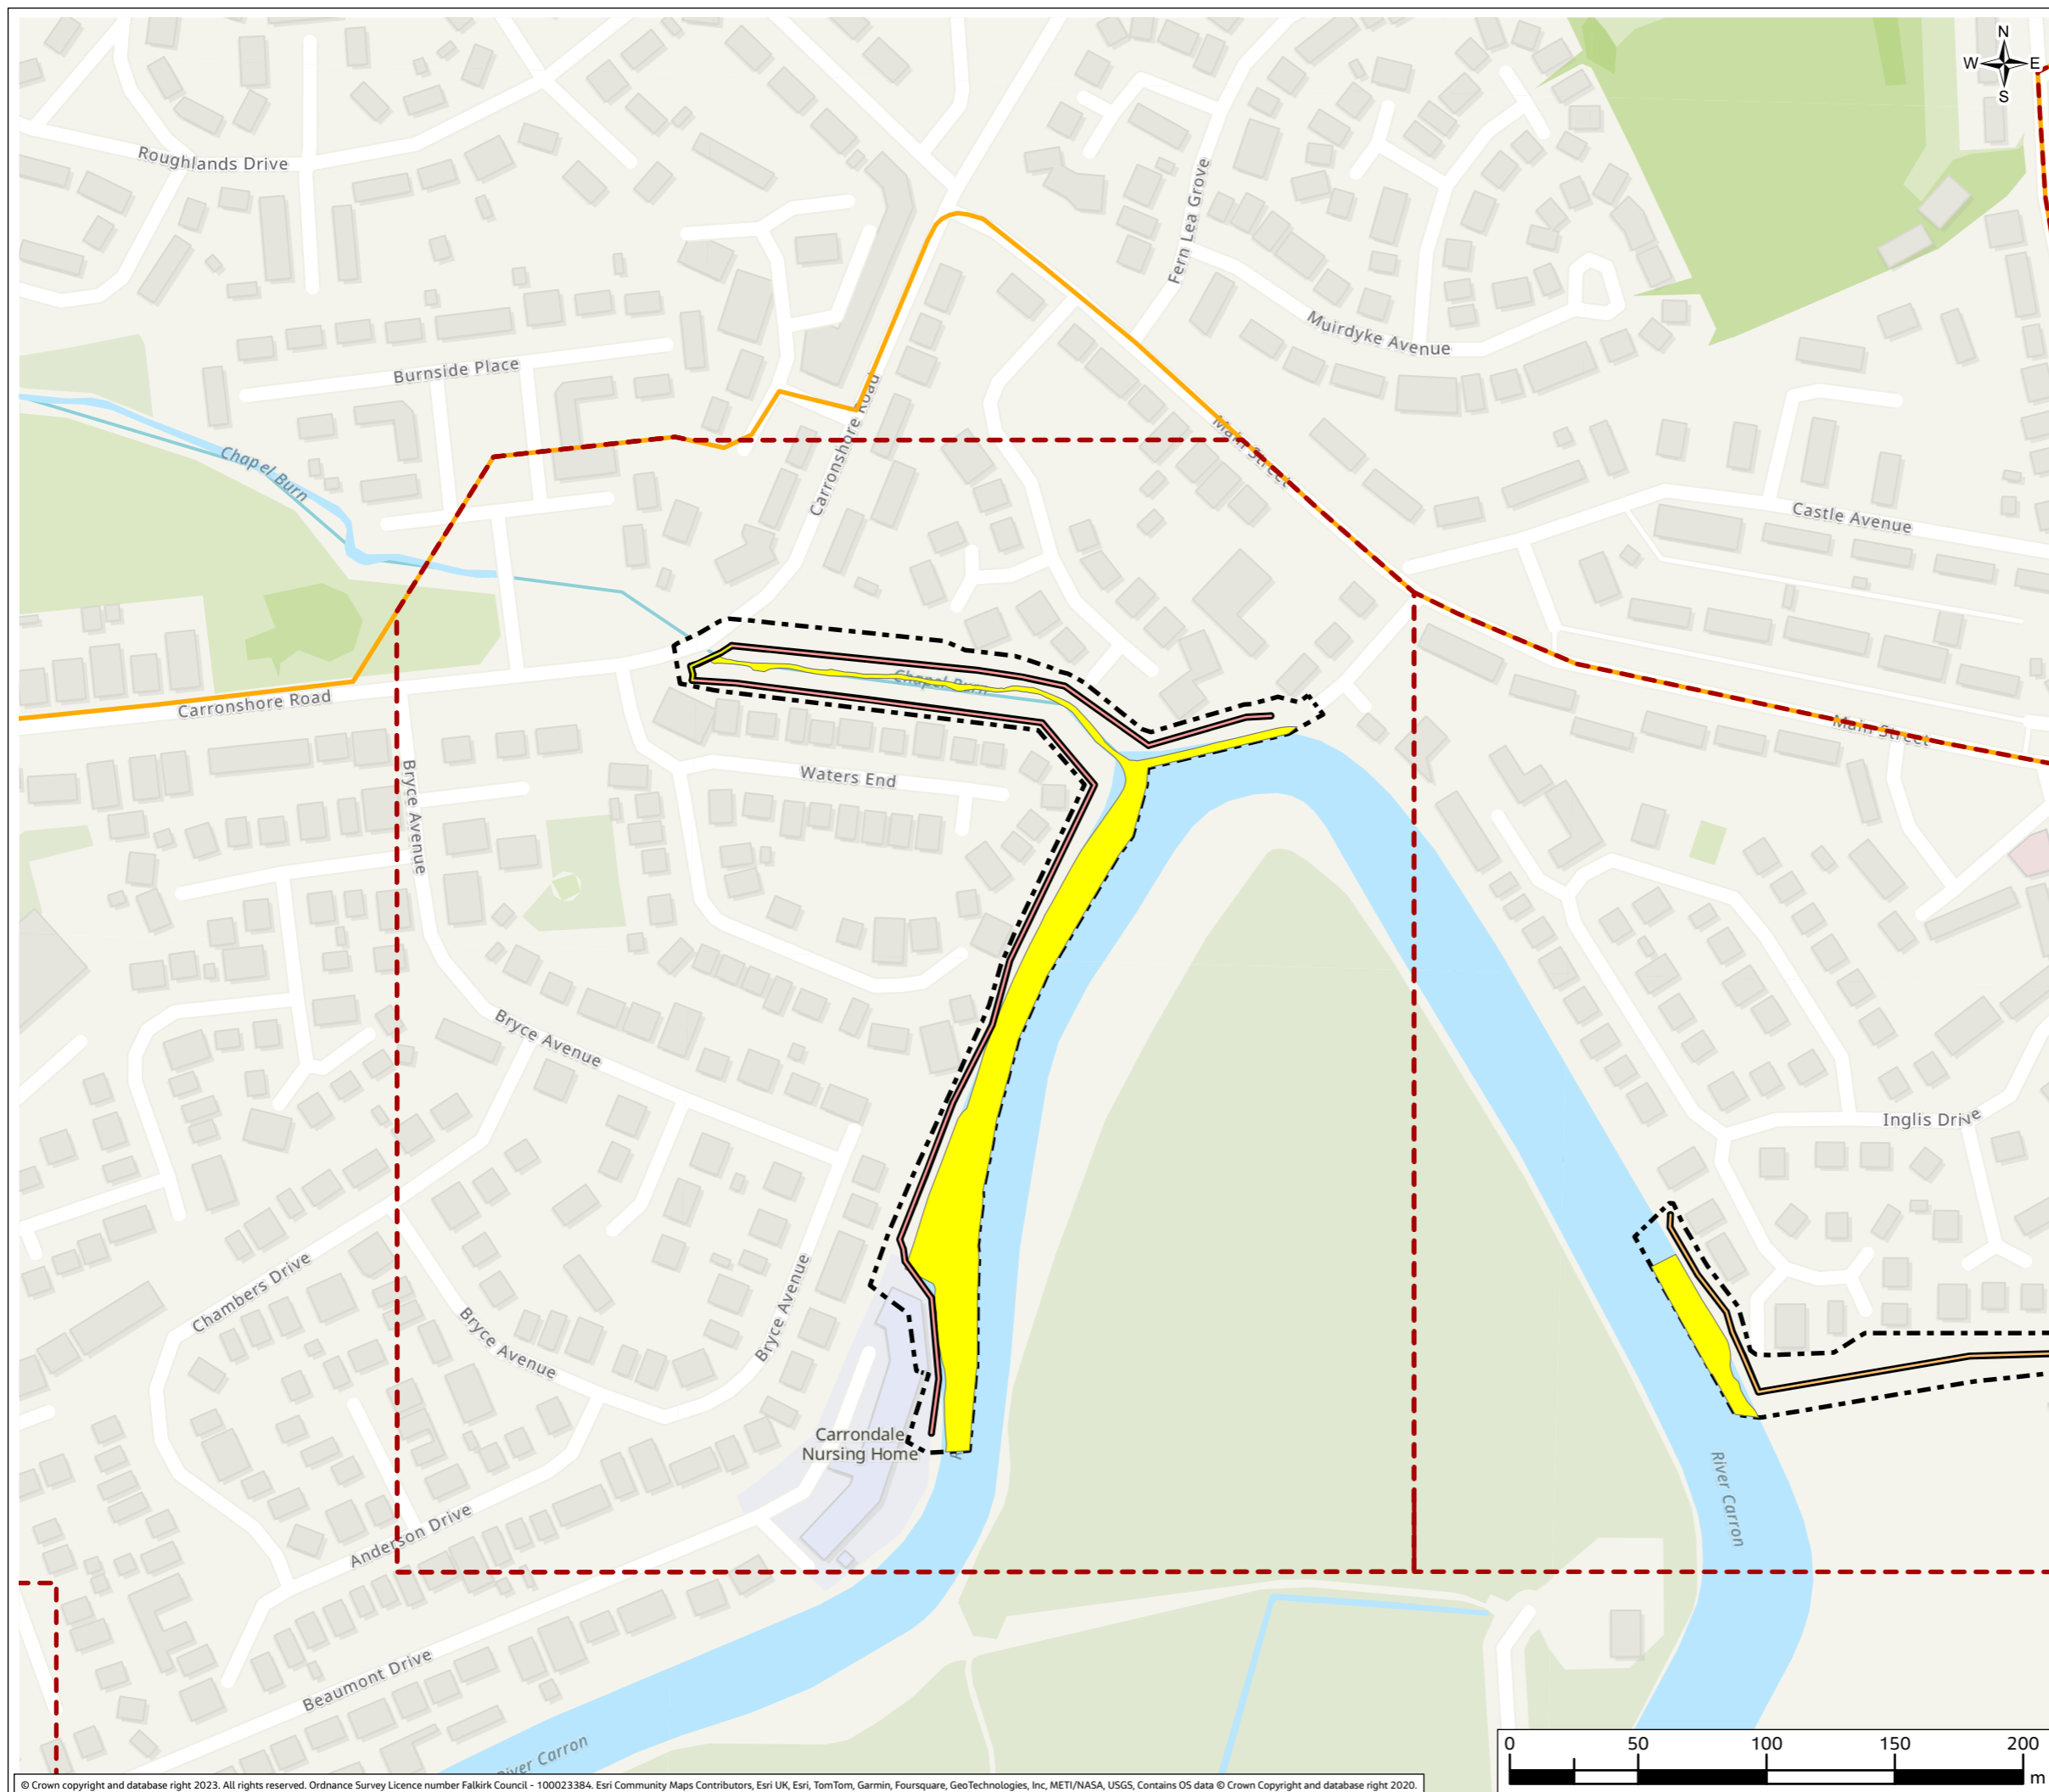 N
W E
S
Roughlands Drive
Fern Lea Grove
Muirdyke Avenue
Burnside Place
Carronshore Road
Main Street
Chapel Burn
Castle Avenue
Chapel Burn
Carronshore Road
Main Street
Waters End
Bryce Avenue
Bryce Avenue
Inglis Drive
Chambers Drive
Bryce Avenue
Bryce Avenue
Carrondale
Nursing Home
River Carron
Anderson Drive
Beaumont Drive
River Carron
0 50 100 150 200
m
© Crown copyright and database right 2023. All rights reserved. Ordnance Survey Licence number Falkirk Council - 100023384. Esri Community Maps Contributors, Esri UK, Esri, TomTom, Garmin, Foursquare, GeoTechnologies, Inc, METI/NASA, USGS, Contains OS data © Crown Copyright and database right 2020.